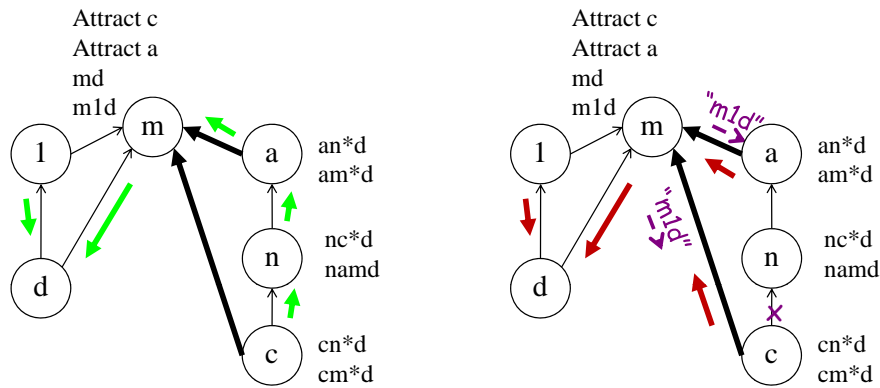 Attract c
Attract a
md
m1d
m
1
a
an*d
am*d
n
nc*d
namd
d
c
cn*d
cm*d
Attract c
Attract a
md
m1d
"m1d"
m
1
a
an*d
am*d
"m1d"
n
nc*d
namd
d
x
c
cn*d
cm*d